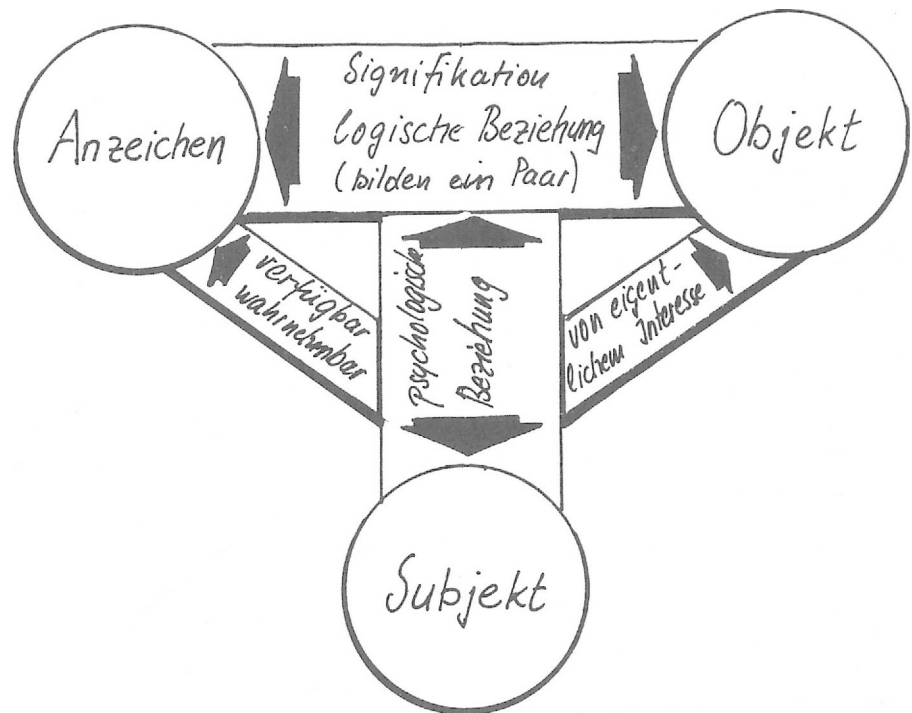 Anzeichen
Signifikation
logische Beziehung
(bilden ein Paar)
Objekt
verfügbar
wahrnehmbar
psychologische
Beziehung
von eigent-
lichem Interesse
Subjekt